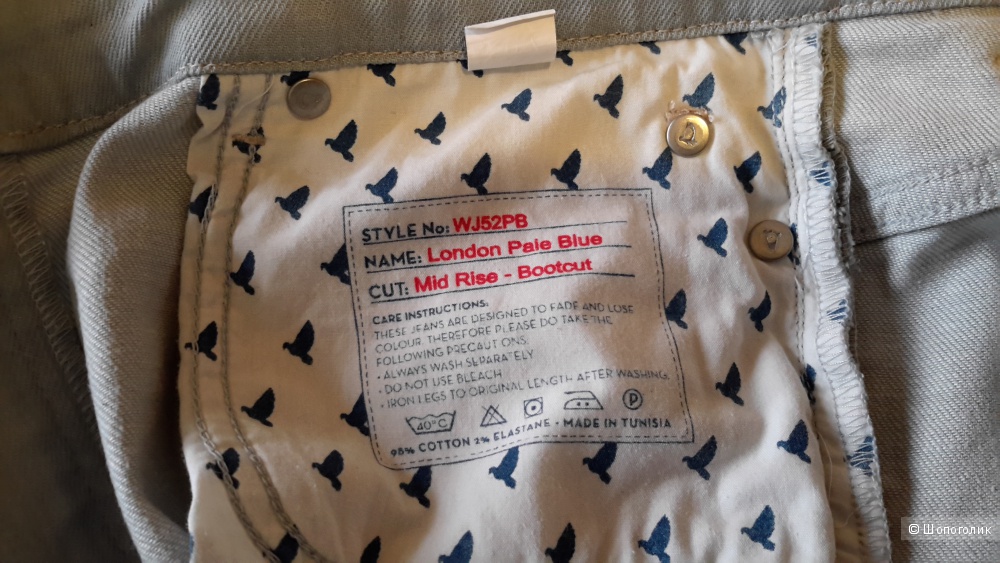 STYLE No: WJ52PB
NAME: London Pale Blue
CUT: Mid Rise - Bootcut
CARE INSTRUCTIONS:
THESE JEANS ARE DESIGNED TO FADE AND LOSE
COLOUR. THEREFORE PLEASE DO TAKE THE
FOLLOWING PRECAUTIONS.
• ALWAYS WASH SEPARATELY
• DO NOT USE BLEACH
• IRON LEGS TO ORIGINAL LENGTH AFTER WASHING.
40°C P
98% COTTON 2% ELASTANE • MADE IN TUNISIA
© Шопоголик